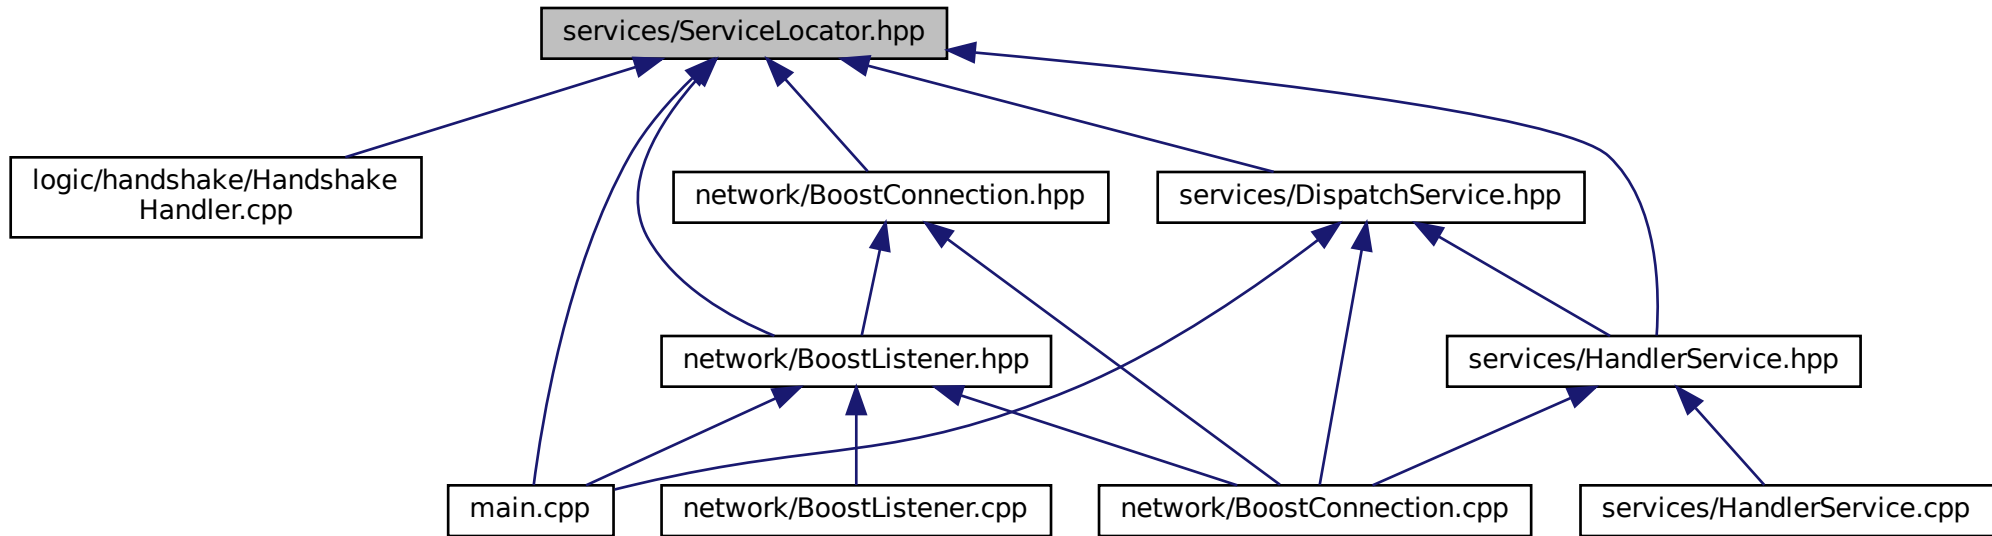 services/ServiceLocator.hpp
logic/handshake/Handshake
Handler.cpp
network/BoostConnection.hpp
services/DispatchService.hpp
network/BoostListener.hpp
services/HandlerService.hpp
main.cpp
network/BoostListener.cpp
network/BoostConnection.cpp
services/HandlerService.cpp